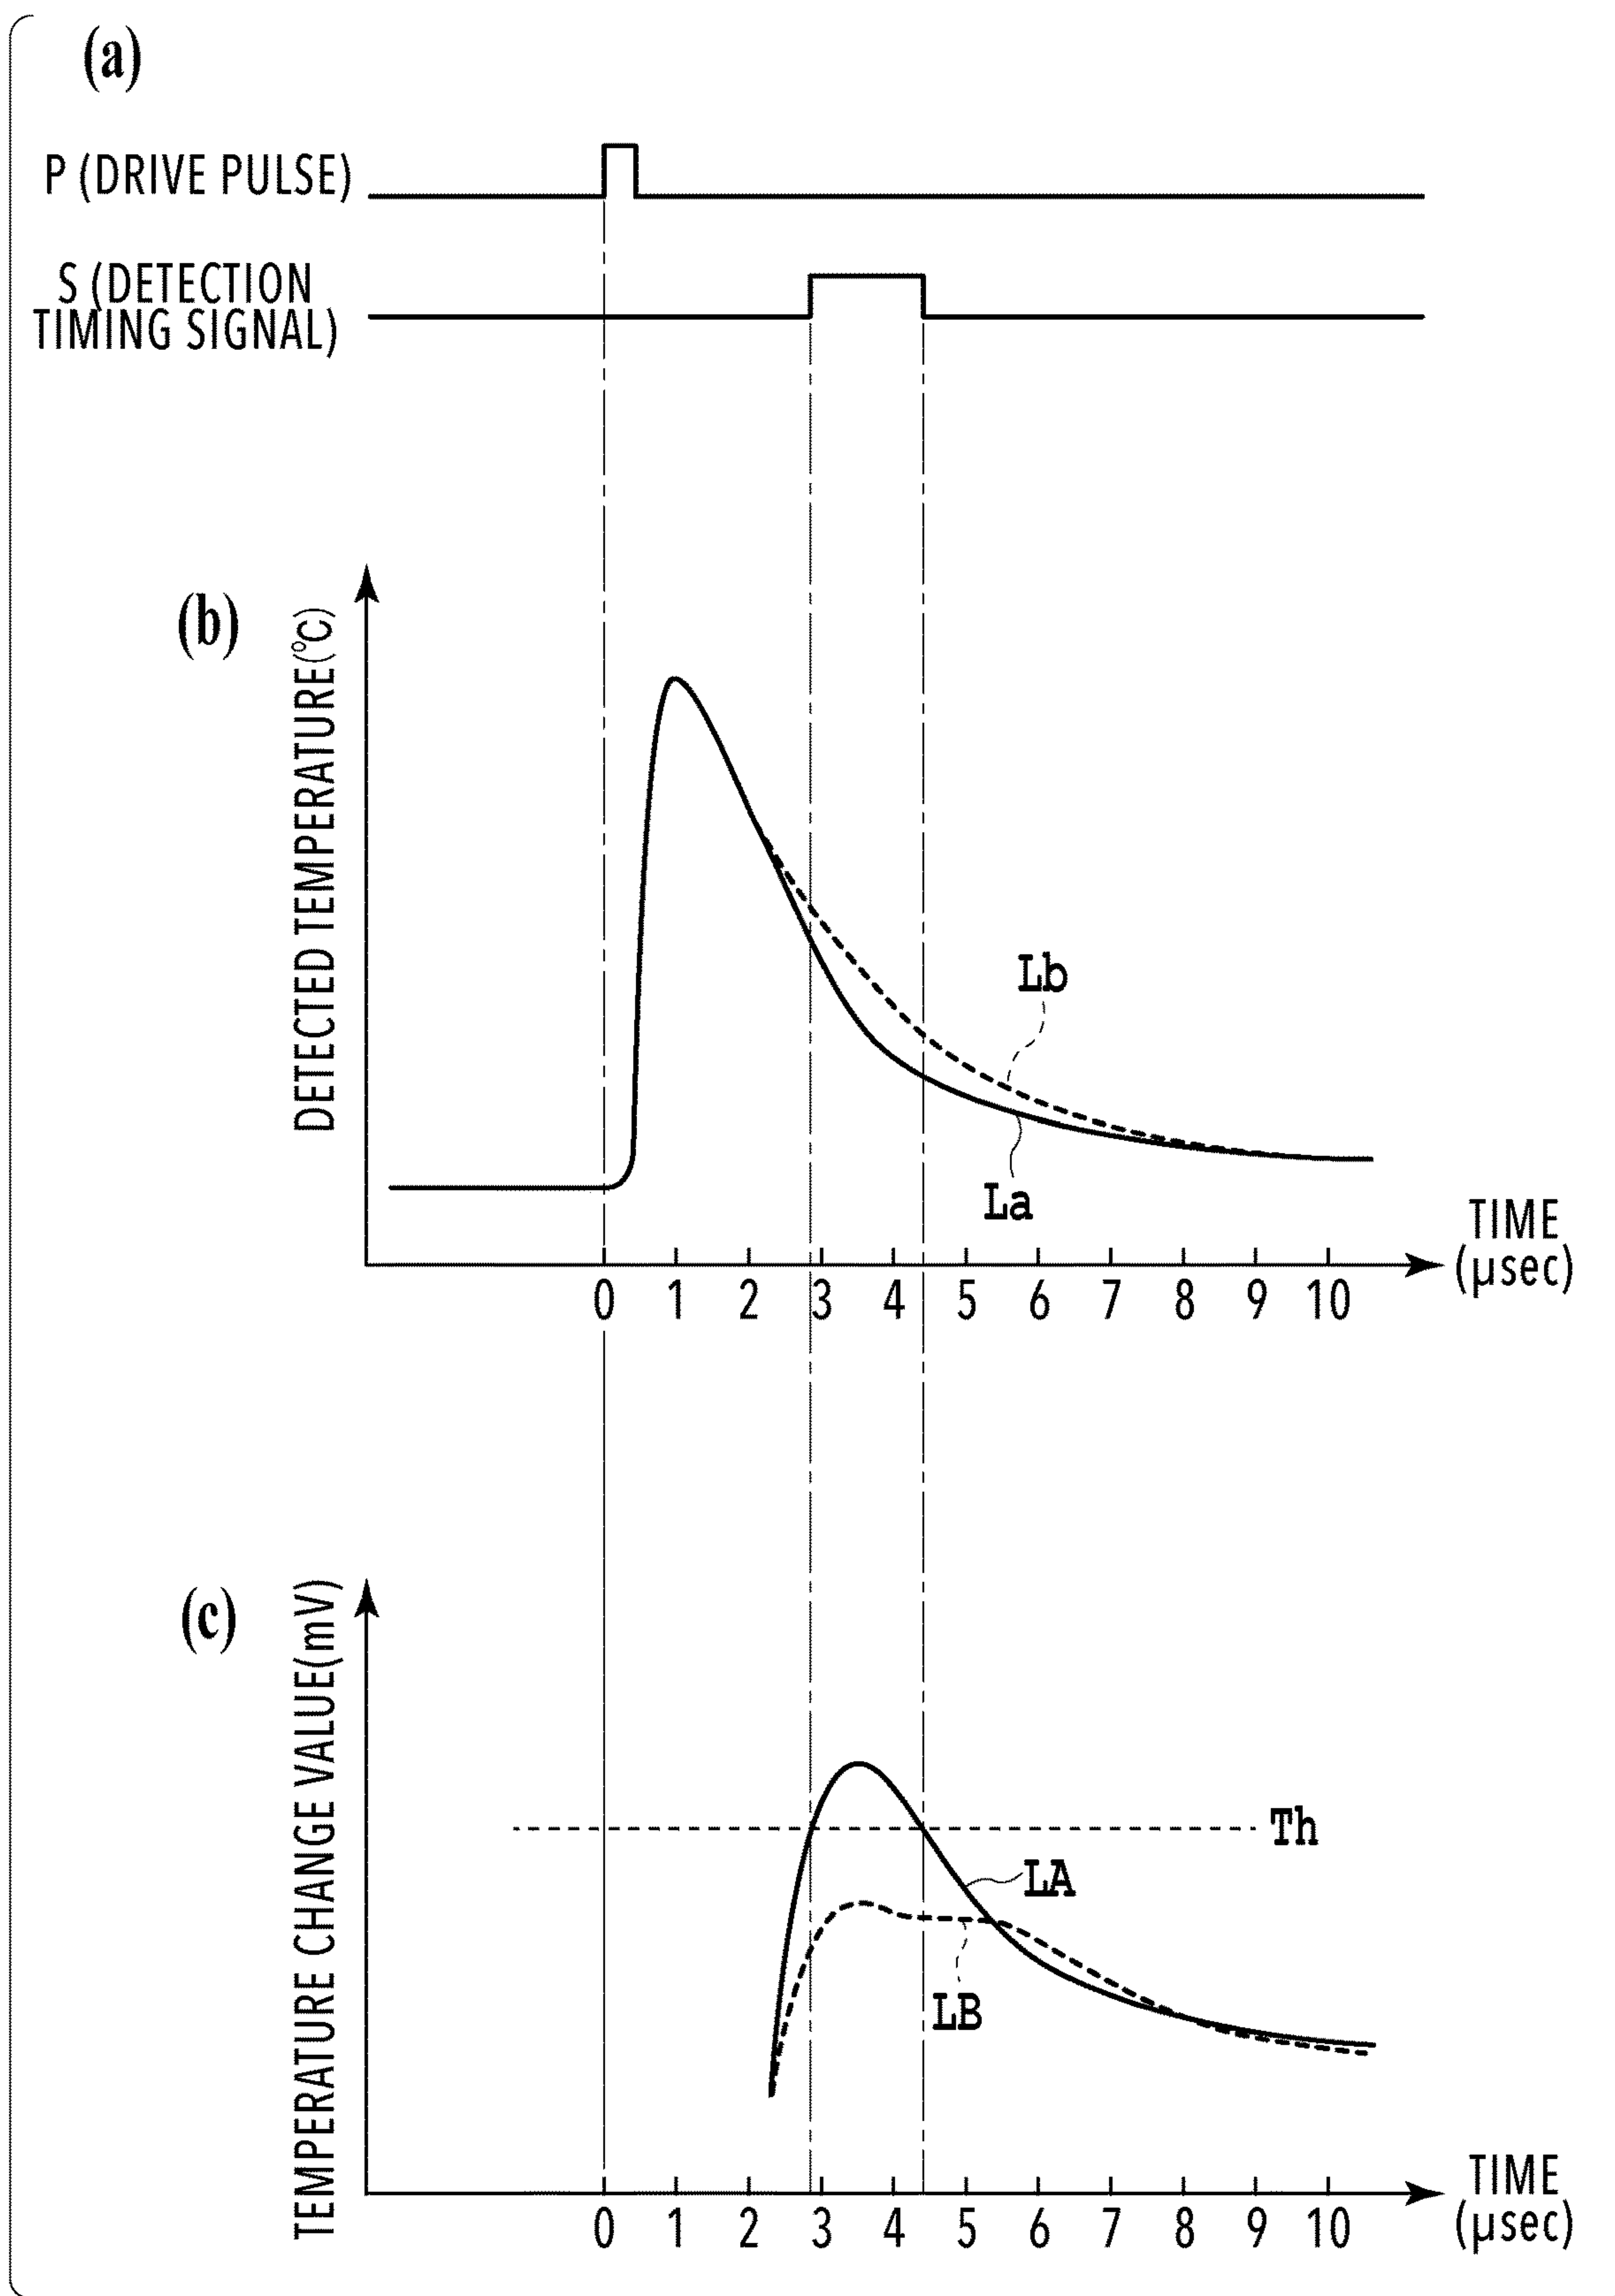 (a)
P (DRIVE PULSE)
S (DETECTION
TIMING SIGNAL)
(b)
DETECTED TEMPERATURE(°C)
Lb
La
TIME
(μsec)
0 1 2 3 4 5 6 7 8 9 10
(c)
TEMPERATURE CHANGE VALUE(mV)
Th
LA
LB
TIME
(μsec)
0 1 2 3 4 5 6 7 8 9 10